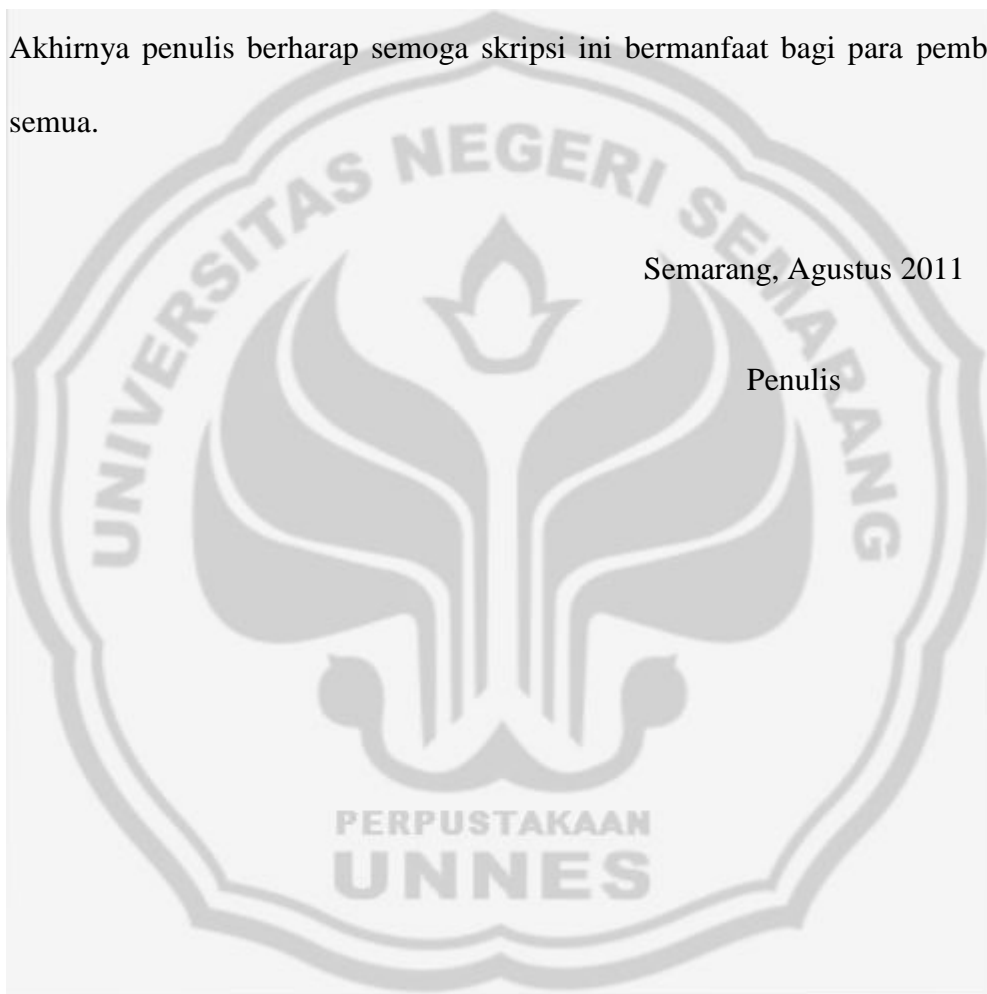 Akhirnya penulis berharap semoga skripsi ini bermanfaat bagi para pemb
semua.
UNIVERSITAS NEGERI SEMARANG
Semarang, Agustus 2011
Penulis
PERPUSTAKAAN
UNNES